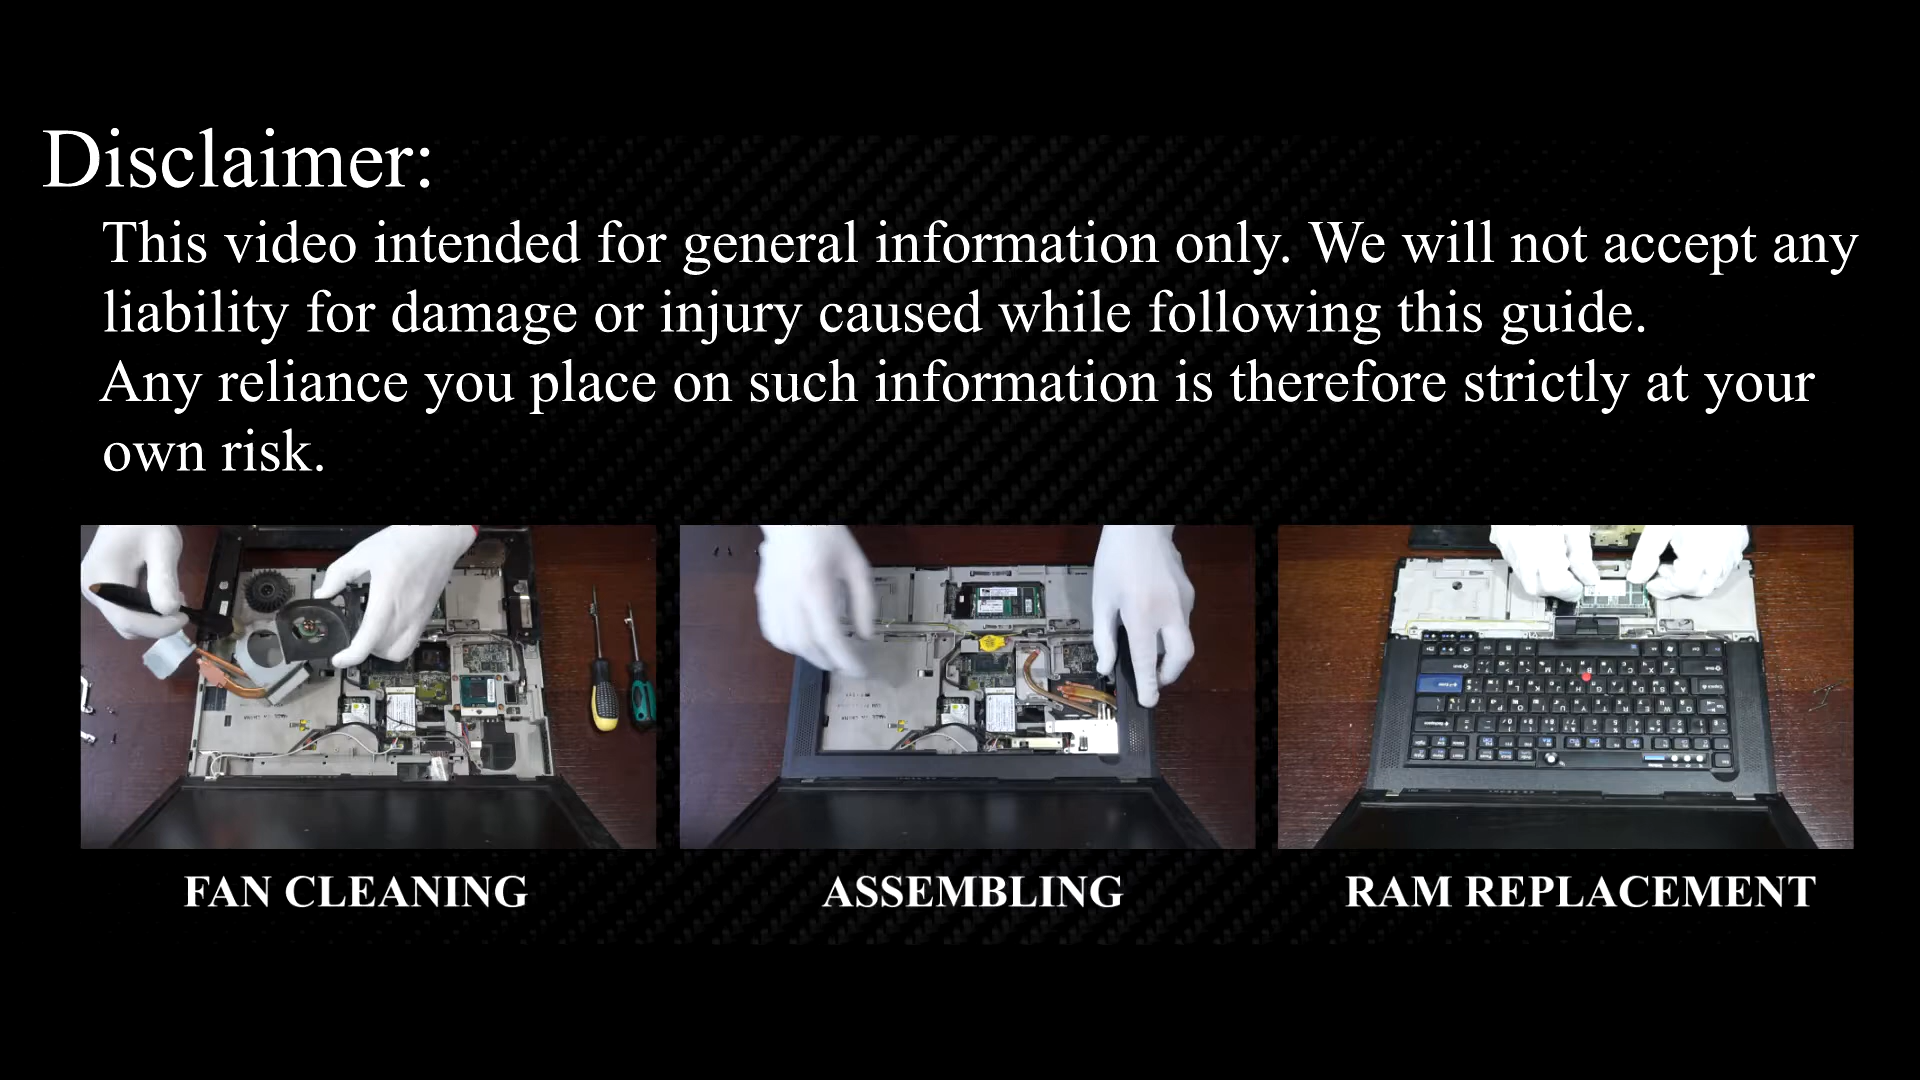 Disclaimer:
This video intended for general information only. We will not accept any
liability for damage or injury caused while following this guide.
Any reliance you place on such information is therefore strictly at your
own risk.
FAN CLEANING
ASSEMBLING
RAM REPLACEMENT